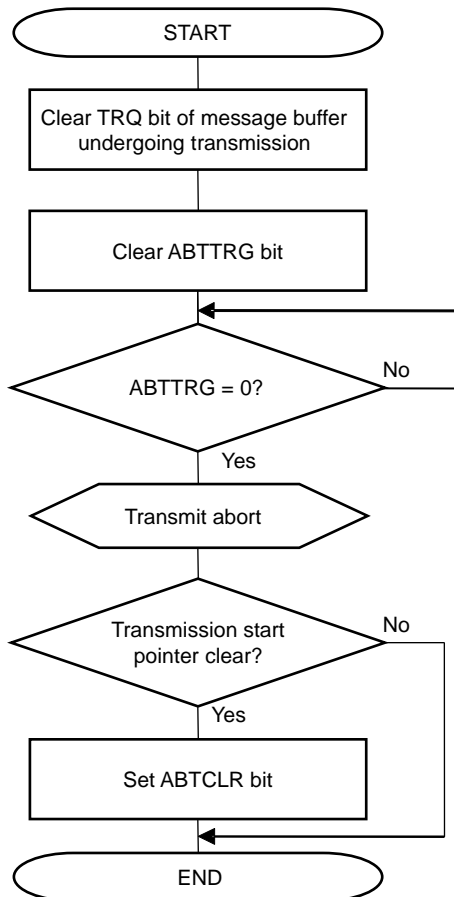 START
Clear TRQ bit of message buffer
undergoing transmission
Clear ABTTRG bit
ABTTRG = 0?
No
Yes
Transmit abort
Transmission start
pointer clear?
No
Yes
Set ABTCLR bit
END